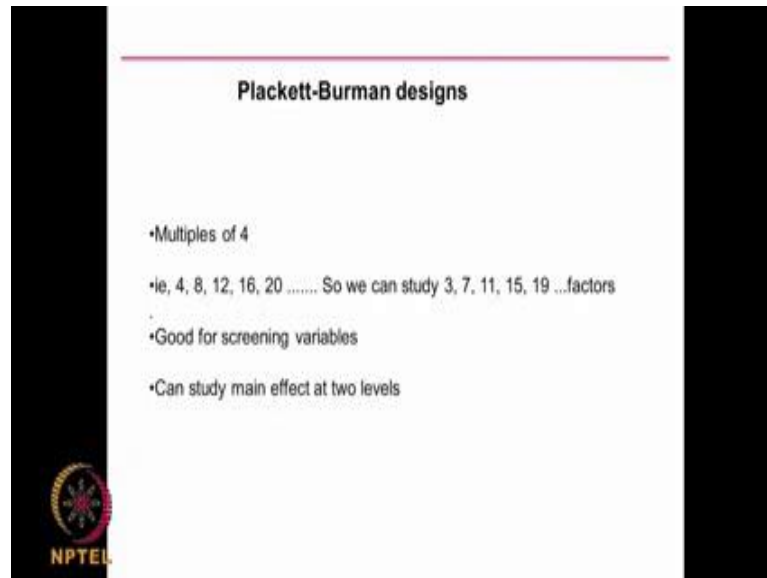 Plackett-Burman designs
•Multiples of 4
•ie, 4, 8, 12, 16, 20 ....... So we can study 3, 7, 11, 15, 19 ...factors
.
•Good for screening variables
•Can study main effect at two levels
NPTEL